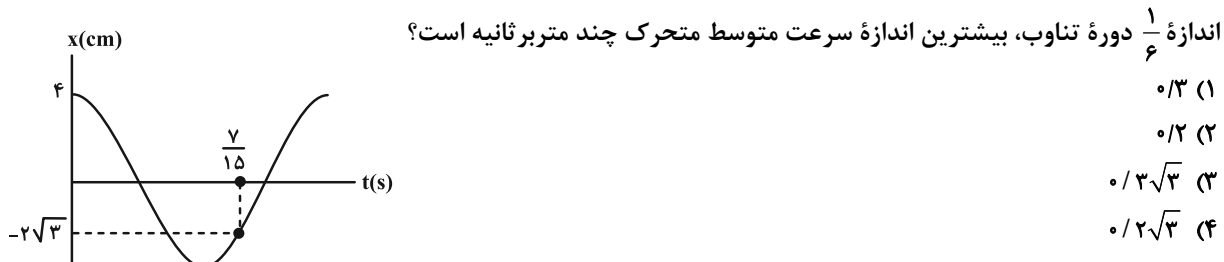 اندازهٔ ۱/۶ دورهٔ تناوب، بیشترین اندازهٔ سرعت متوسط متحرک چند متربرثانیه است؟
۱) ۰/۳
۲) ۰/۲
۳) ۰/۳√۳
۴) ۰/۲√۳
x(cm)
۴
۷/۱۵
t(s)
-۲√۳